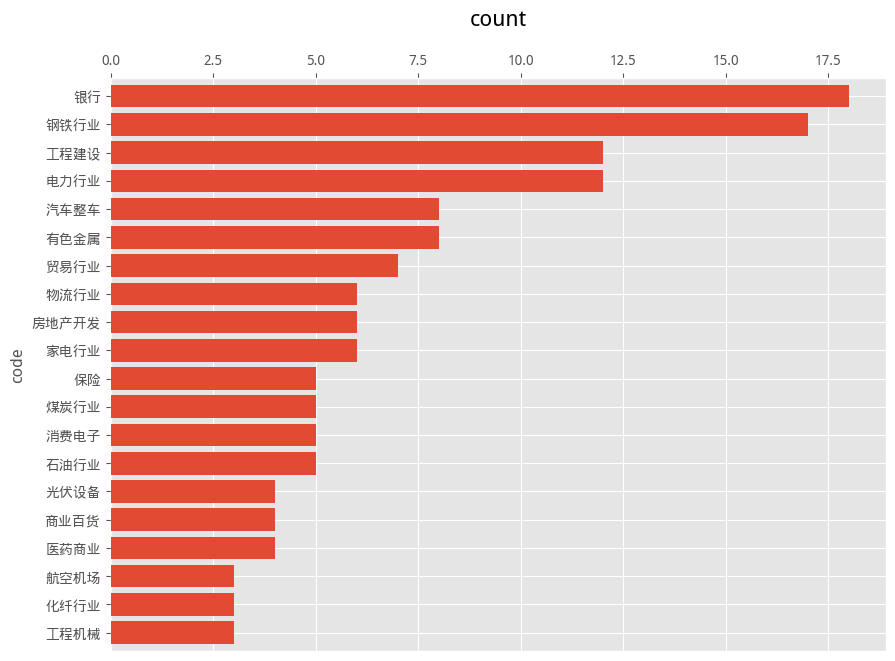 count
0.0 2.5 5.0 7.5 10.0 12.5 15.0 17.5
银行
钢铁行业
工程建设
电力行业
汽车整车
有色金属
贸易行业
物流行业
房地产开发
家电行业
code
保险
煤炭行业
消费电子
石油行业
光伏设备
商业百货
医药商业
航空机场
化纤行业
工程机械